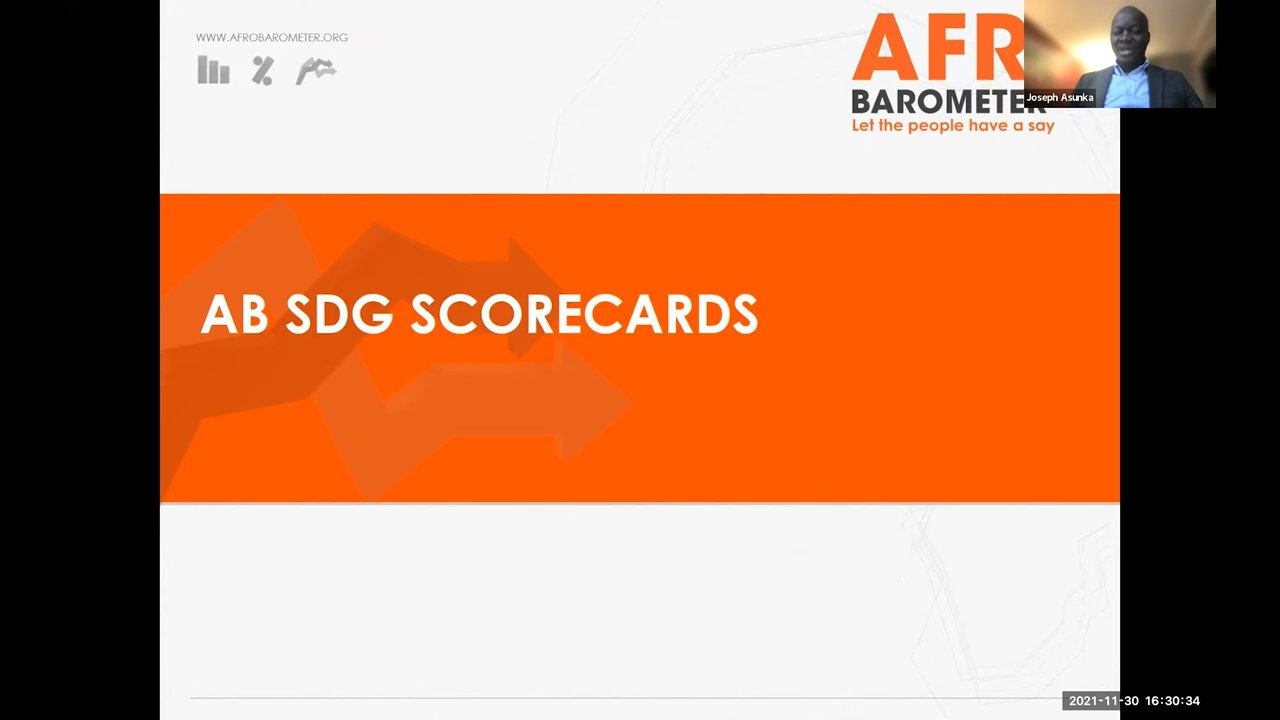 WWW.AFROBAROMETER.ORG
AFR
BAROMETER
Let the people have a say
Joseph Asunka
AB SDG SCORECARDS
2021-11-30 16:30:34